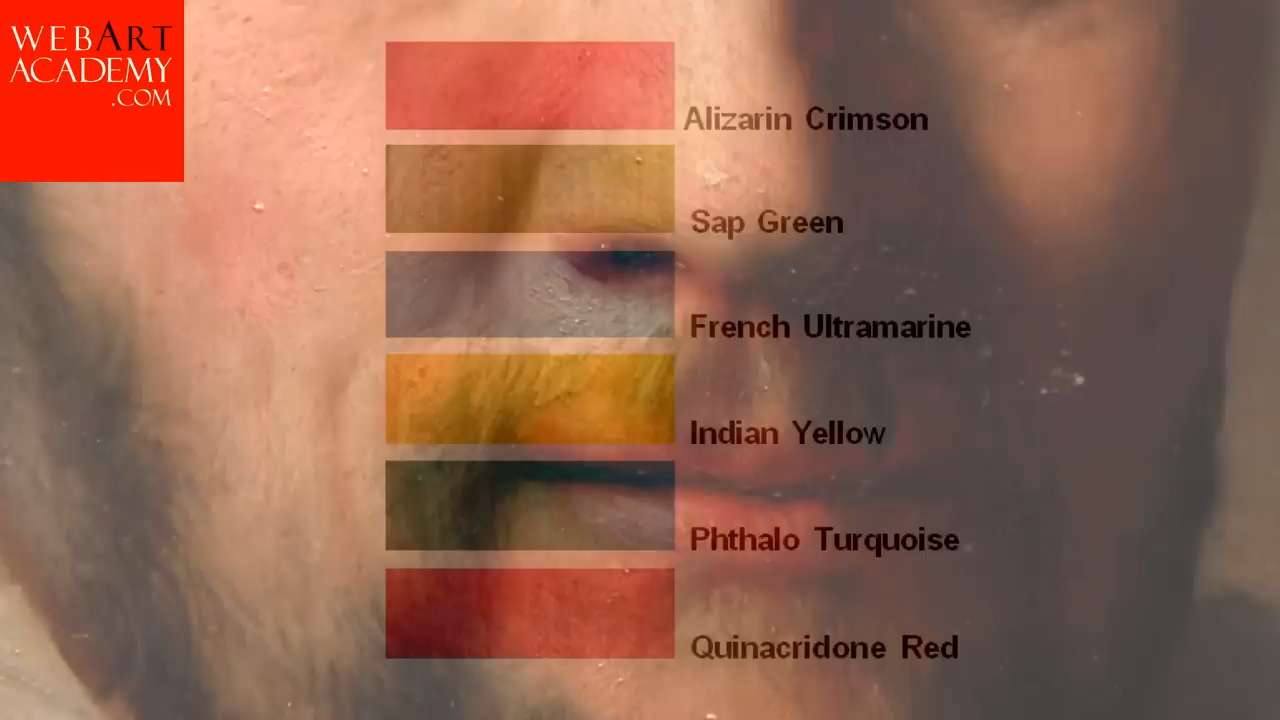 WEBART
ACADEMY
.COM
Alizarin Crimson
Sap Green
French Ultramarine
Indian Yellow
Phthalo Turquoise
Quinacridone Red